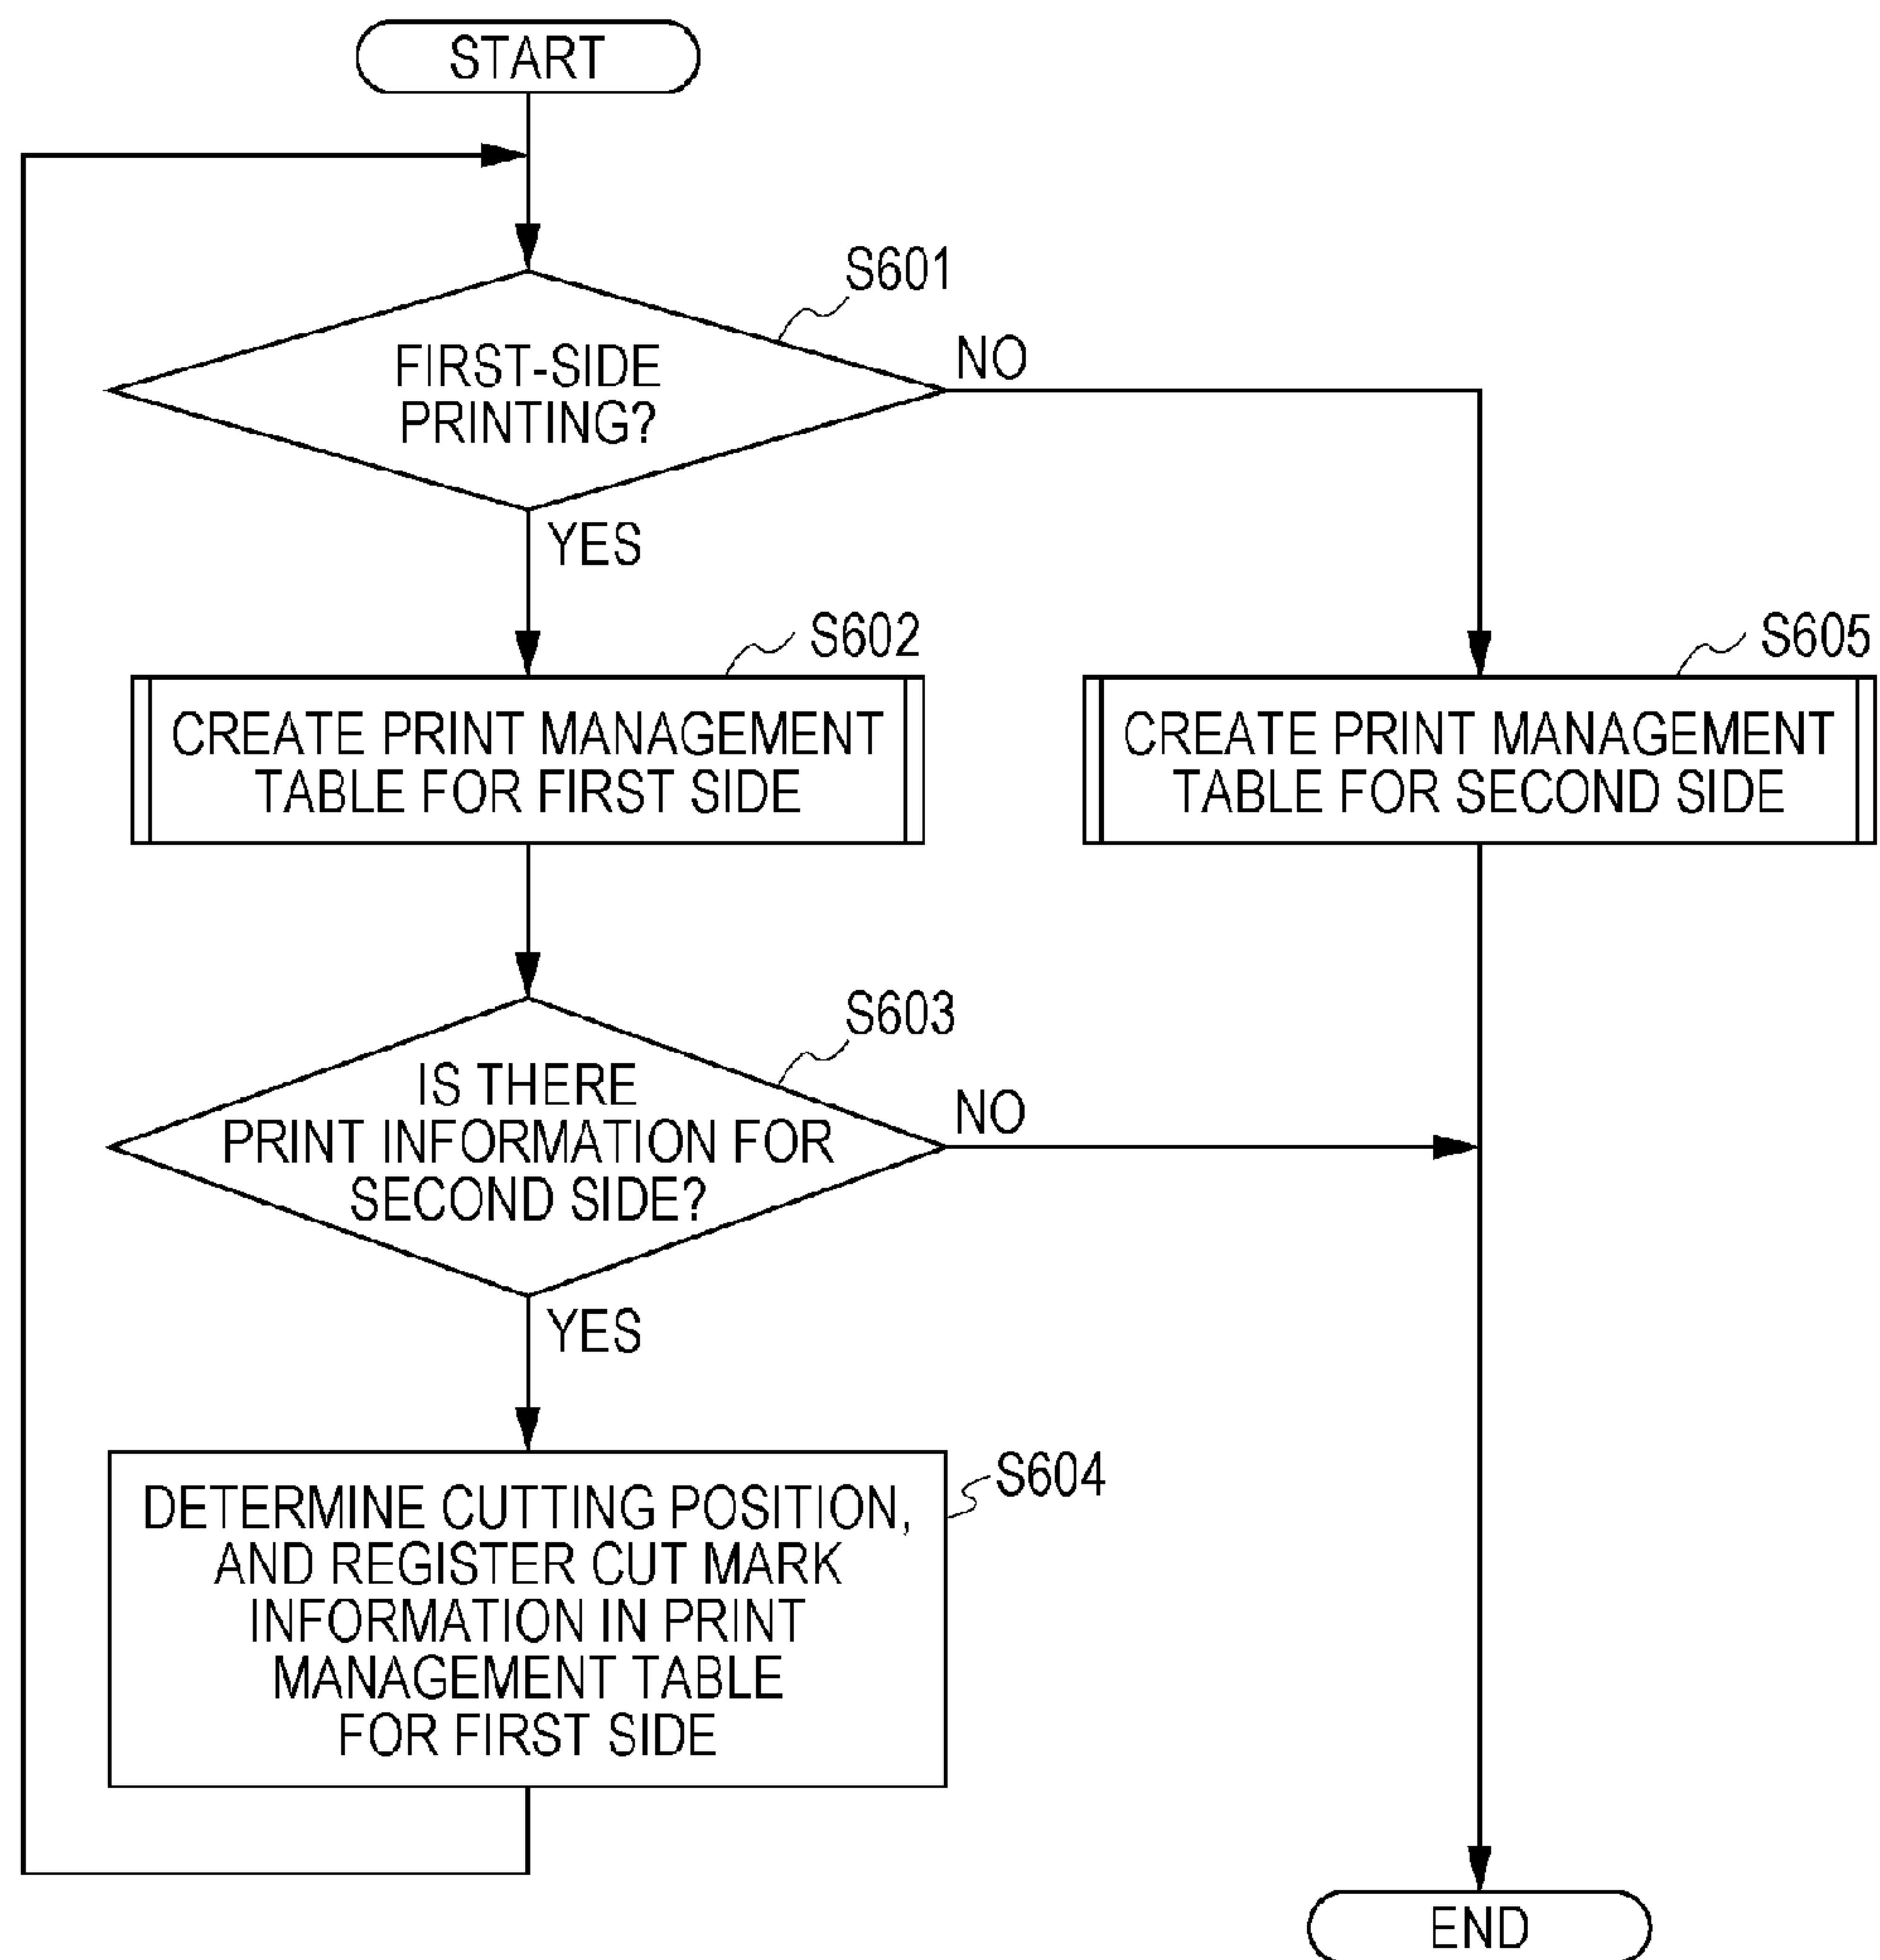 START
S601
FIRST-SIDE
PRINTING?
NO
YES
S602
CREATE PRINT MANAGEMENT
TABLE FOR FIRST SIDE
S605
CREATE PRINT MANAGEMENT
TABLE FOR SECOND SIDE
S603
IS THERE
PRINT INFORMATION FOR
SECOND SIDE?
NO
YES
S604
DETERMINE CUTTING POSITION,
AND REGISTER CUT MARK
INFORMATION IN PRINT
MANAGEMENT TABLE
FOR FIRST SIDE
END